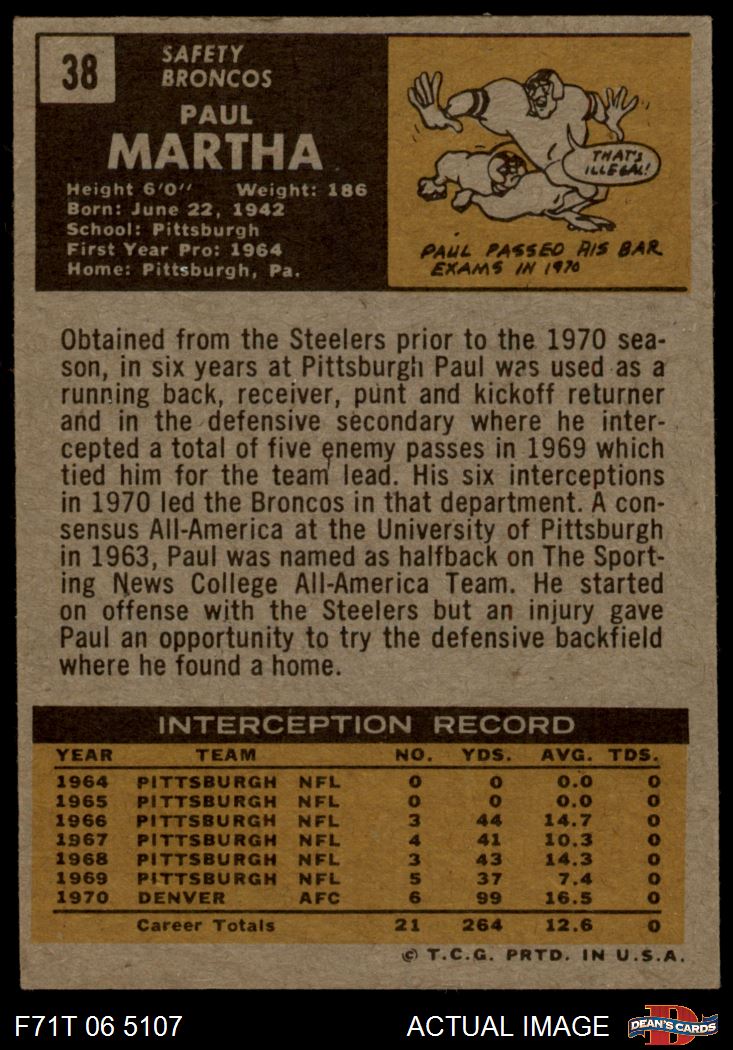 38
SAFETY
BRONCOS
PAUL
MARTHA
Height 6'0" Weight: 186
Born: June 22, 1942
School: Pittsburgh
First Year Pro: 1964
Home: Pittsburgh, Pa.
THAT'S
ILLEGAL!
PAUL PASSED HIS BAR
EXAMS IN 1970
Obtained from the Steelers prior to the 1970 sea-
son, in six years at Pittsburgh Paul was used as a
running back, receiver, punt and kickoff returner
and in the defensive secondary where he inter-
cepted a total of five enemy passes in 1969 which
tied him for the team lead. His six interceptions
in 1970 led the Broncos in that department. A con-
sensus All-America at the University of Pittsburgh
in 1963, Paul was named as halfback on The Sport-
ing News College All-America Team. He started
on offense with the Steelers but an injury gave
Paul an opportunity to try the defensive backfield
where he found a home.
INTERCEPTION RECORD
YEAR TEAM NO. YDS. AVG. TDS.
1964 PITTSBURGH NFL 0 0 0.0 0
1965 PITTSBURGH NFL 0 0 0.0 0
1966 PITTSBURGH NFL 3 44 14.7 0
1967 PITTSBURGH NFL 4 41 10.3 0
1968 PITTSBURGH NFL 3 43 14.3 0
1969 PITTSBURGH NFL 5 37 7.4 0
1970 DENVER AFC 6 99 16.5 0
Career Totals 21 264 12.6 0
© T.C.G. PRTD. IN U.S.A.
F71T 06 5107 ACTUAL IMAGE D DEAN'S CARDS